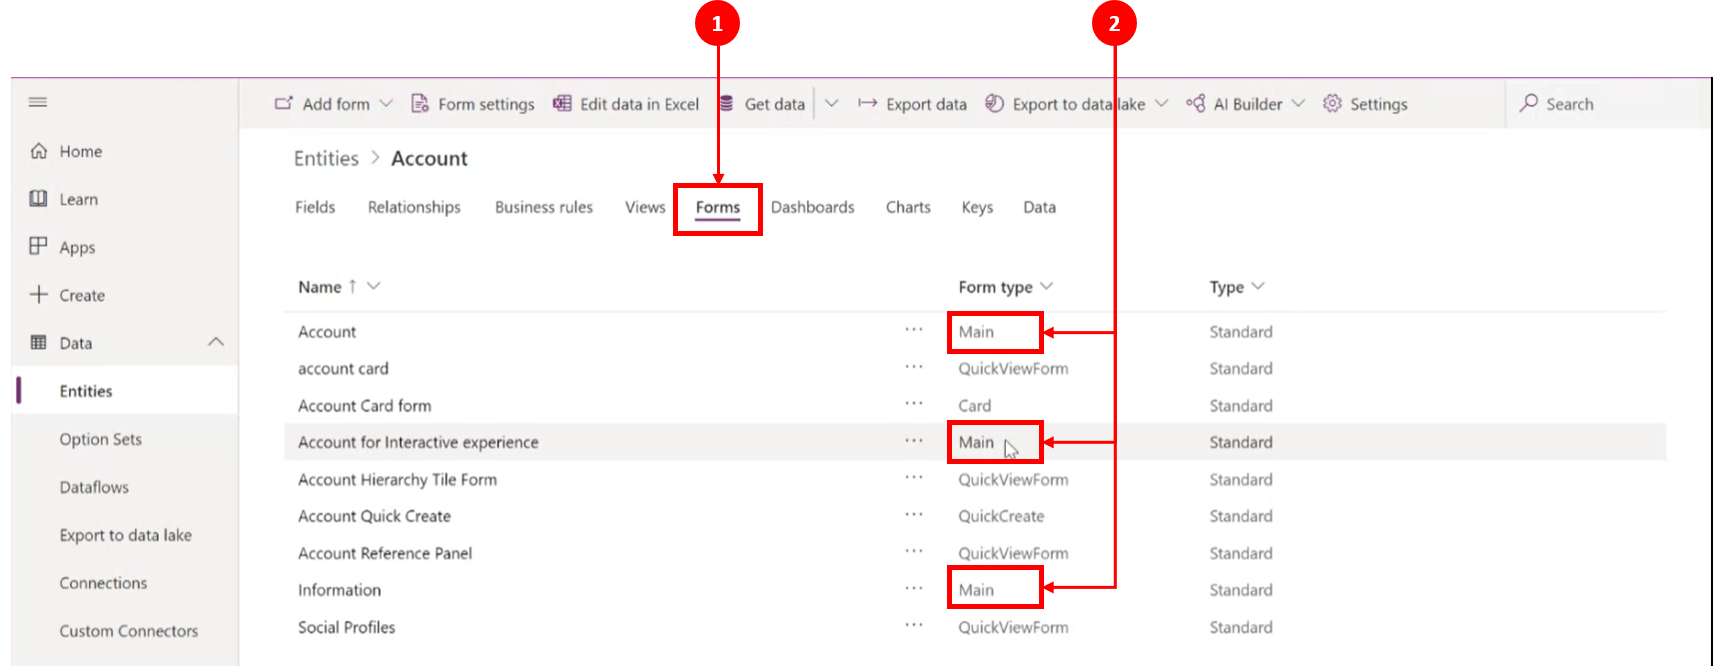 1
2
Add form Form settings Edit data in Excel Get data Export data Export to data lake AI Builder Settings Search
Home
Learn
Apps
Create
Data
Entities
Option Sets
Dataflows
Export to data lake
Connections
Custom Connectors
Entities > Account
Fields Relationships Business rules Views Forms Dashboards Charts Keys Data
Name ↑ Form type Type
Account ··· Main Standard
account card ··· QuickViewForm Standard
Account Card form ··· Card Standard
Account for Interactive experience ··· Main Standard
Account Hierarchy Tile Form ··· QuickViewForm Standard
Account Quick Create ··· QuickCreate Standard
Account Reference Panel ··· QuickViewForm Standard
Information ··· Main Standard
Social Profiles ··· QuickViewForm Standard